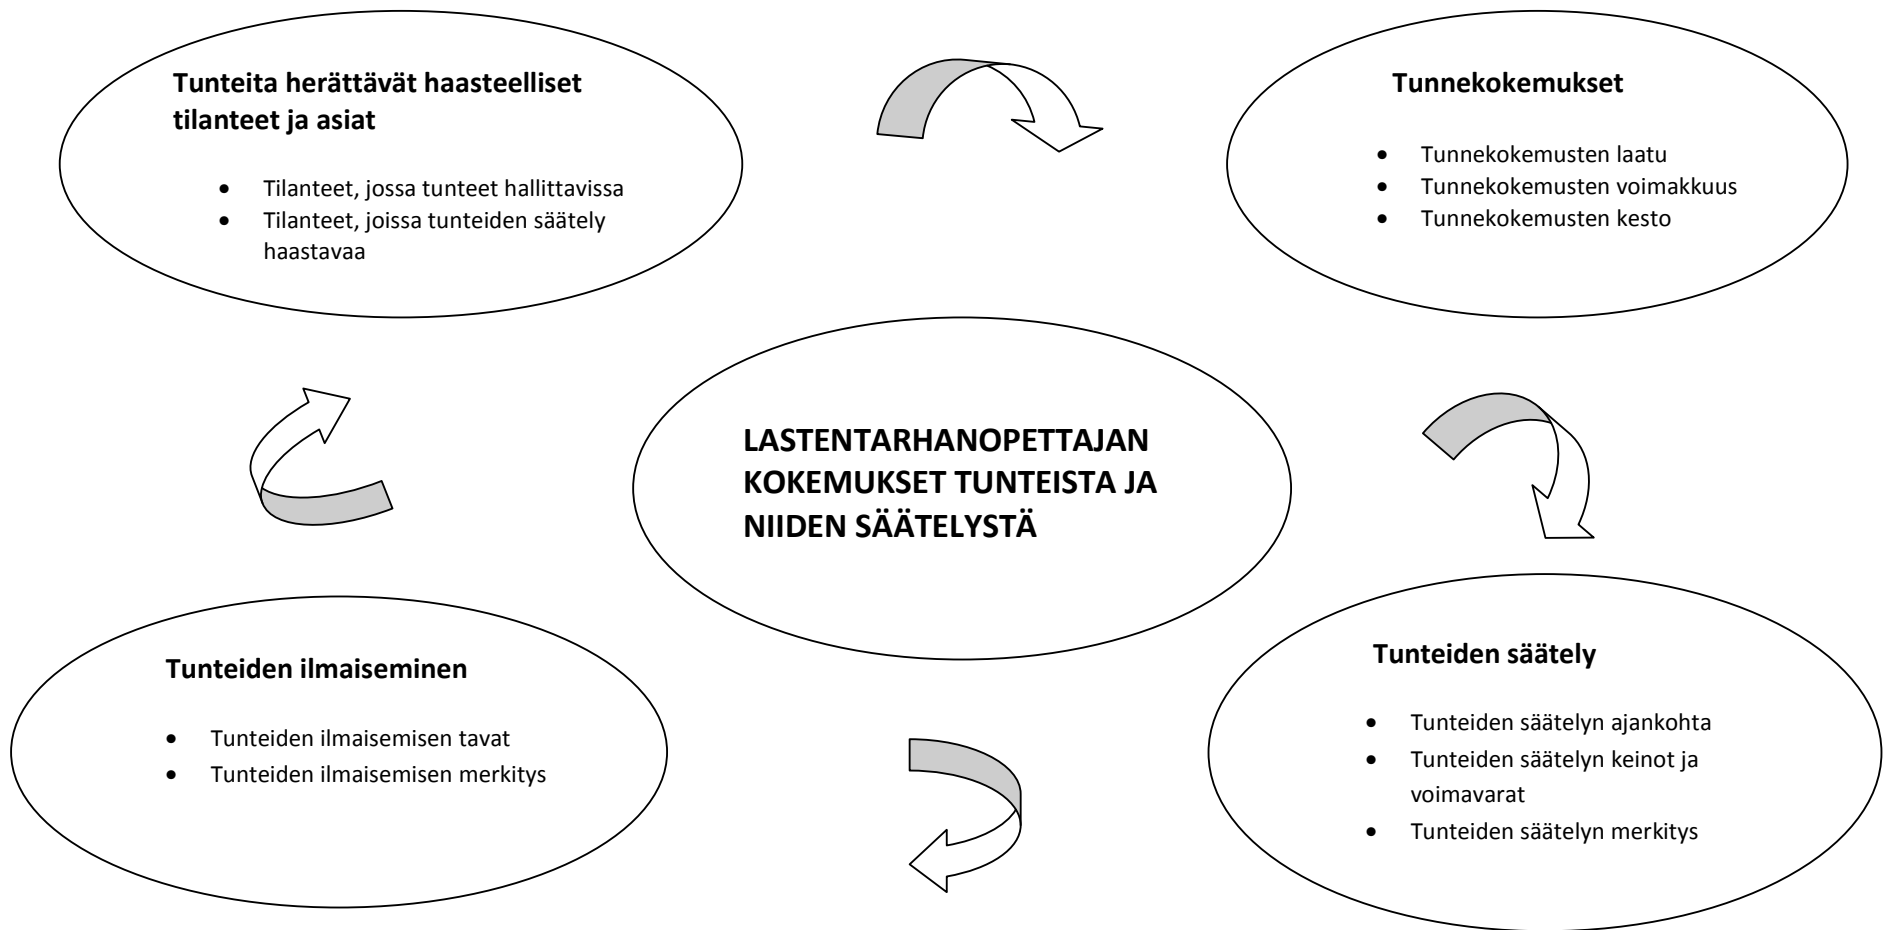 Tunteita herättävät haasteelliset
tilanteet ja asiat
• Tilanteet, jossa tunteet hallittavissa
• Tilanteet, joissa tunteiden säätely
haastavaa
Tunnekokemukset
• Tunnekokemusten laatu
• Tunnekokemusten voimakkuus
• Tunnekokemusten kesto
LASTENTARHANOPETTAJAN
KOKEMUKSET TUNTEISTA JA
NIIDEN SÄÄTELYSTÄ
Tunteiden ilmaiseminen
• Tunteiden ilmaisemisen tavat
• Tunteiden ilmaisemisen merkitys
Tunteiden säätely
• Tunteiden säätelyn ajankohta
• Tunteiden säätelyn keinot ja
voimavarat
• Tunteiden säätelyn merkitys